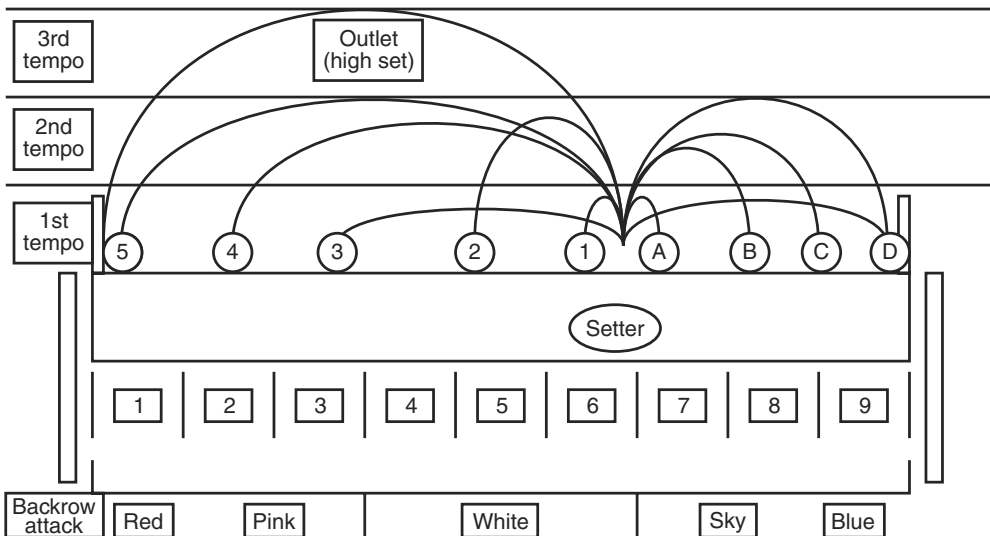 3rd
tempo
Outlet
(high set)
2nd
tempo
1st
tempo
5
4
3
2
1
A
B
C
D
Setter
1
2
3
4
5
6
7
8
9
Backrow
attack
Red
Pink
White
Sky
Blue